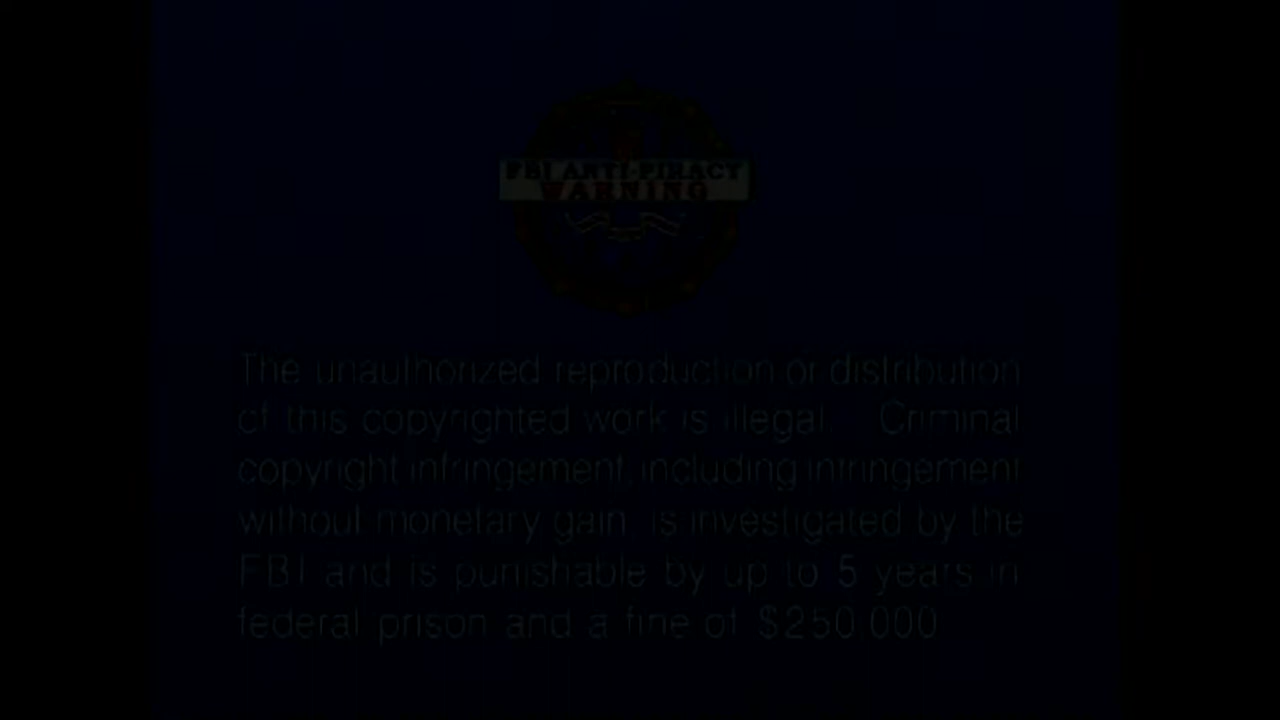 FBI ANTI-PIRACY
WARNING
The unauthorized reproduction or distribution
of this copyrighted work is illegal. Criminal
copyright infringement, including infringement
without monetary gain, is investigated by the
FBI and is punishable by up to 5 years in
federal prison and a fine of $250,000